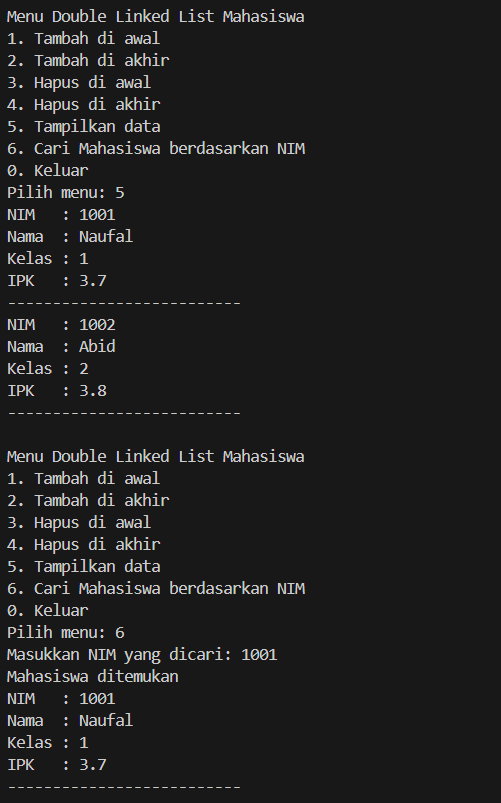 Menu Double Linked List Mahasiswa
1. Tambah di awal
2. Tambah di akhir
3. Hapus di awal
4. Hapus di akhir
5. Tampilkan data
6. Cari Mahasiswa berdasarkan NIM
0. Keluar
Pilih menu: 5
NIM   : 1001
Nama  : Naufal
Kelas : 1
IPK   : 3.7
--------------------------
NIM   : 1002
Nama  : Abid
Kelas : 2
IPK   : 3.8
--------------------------

Menu Double Linked List Mahasiswa
1. Tambah di awal
2. Tambah di akhir
3. Hapus di awal
4. Hapus di akhir
5. Tampilkan data
6. Cari Mahasiswa berdasarkan NIM
0. Keluar
Pilih menu: 6
Masukkan NIM yang dicari: 1001
Mahasiswa ditemukan
NIM   : 1001
Nama  : Naufal
Kelas : 1
IPK   : 3.7
--------------------------